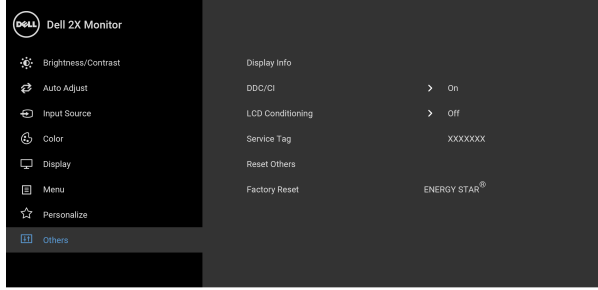 DELL Dell 2X Monitor
Brightness/Contrast
Auto Adjust
Input Source
Color
Display
Menu
Personalize
Others
Display Info
DDC/CI > On
LCD Conditioning > Off
Service Tag XXXXXXX
Reset Others
Factory Reset ENERGY STAR®